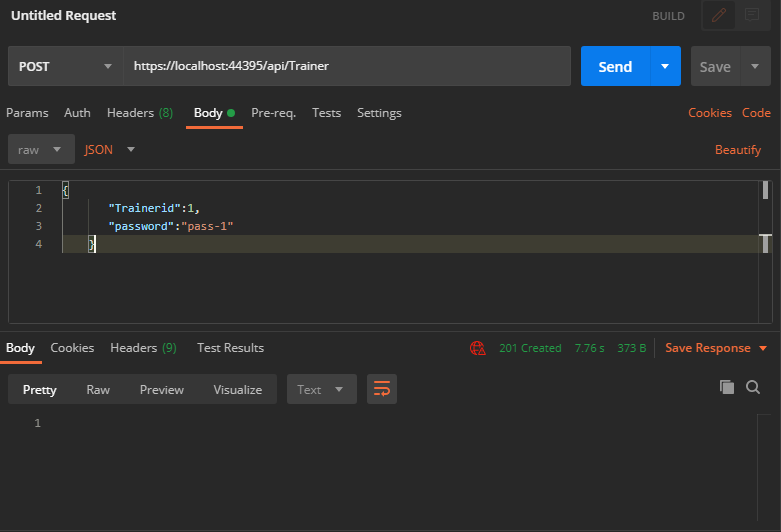 Untitled Request BUILD
POST https://localhost:44395/api/Trainer Send Save
Params Auth Headers (8) Body Pre-req. Tests Settings Cookies Code
raw JSON Beautify
1 {
2 "Trainerid":1,
3 "password":"pass-1"
4 }
Body Cookies Headers (9) Test Results 201 Created 7.76 s 373 B Save Response
Pretty Raw Preview Visualize Text
1